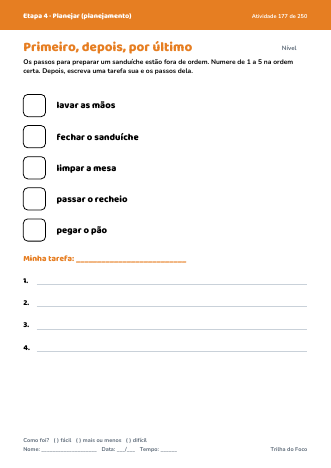 Etapa 4 · Planejar (planejamento)
Atividade 177 de 250
Primeiro, depois, por último
Nível
Os passos para preparar um sanduíche estão fora de ordem. Numere de 1 a 5 na ordem
certa. Depois, escreva uma tarefa sua e os passos dela.
lavar as mãos
fechar o sanduíche
limpar a mesa
passar o recheio
pegar o pão
Minha tarefa: __________________________
1.
2.
3.
4.
Como foi? ( ) fácil ( ) mais ou menos ( ) difícil
Nome: ____________________ Data: ___/___ Tempo: ______
Trilha do Foco